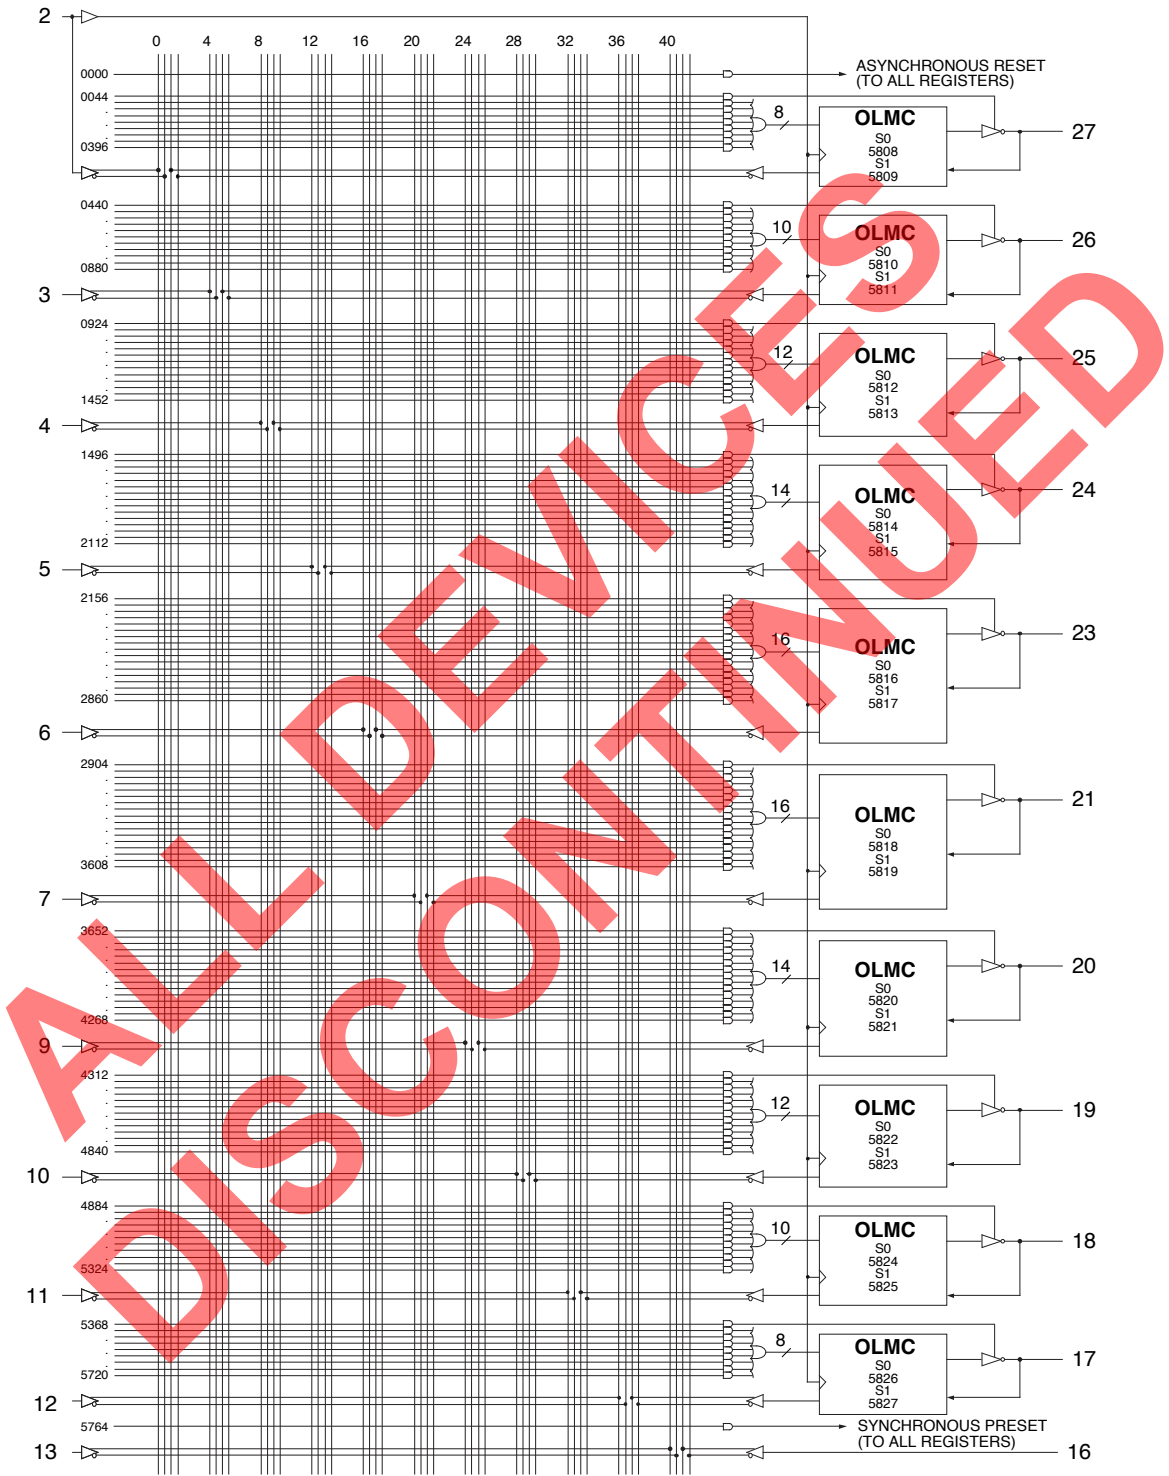 2
0 4 8 12 16 20 24 28 32 36 40
0000
ASYNCHRONOUS RESET
(TO ALL REGISTERS)
0044
.
.
.
0396
8
OLMC
S0
5808
S1
5809
27
0440
.
.
.
0880
10
OLMC
S0
5810
S1
5811
26
3
0924
.
.
.
1452
12
OLMC
S0
5812
S1
5813
25
4
1496
.
.
.
2112
14
OLMC
S0
5814
S1
5815
24
5
2156
.
.
.
2860
16
OLMC
S0
5816
S1
5817
23
6
2904
.
.
.
3608
16
OLMC
S0
5818
S1
5819
21
7
3652
.
.
.
4268
14
OLMC
S0
5820
S1
5821
20
9
4312
.
.
.
4840
12
OLMC
S0
5822
S1
5823
19
10
4884
.
.
.
5324
10
OLMC
S0
5824
S1
5825
18
11
5368
.
.
.
5720
8
OLMC
S0
5826
S1
5827
17
12
5764
SYNCHRONOUS PRESET
(TO ALL REGISTERS)
13
16
ALL DEVICES
DISCONTINUED